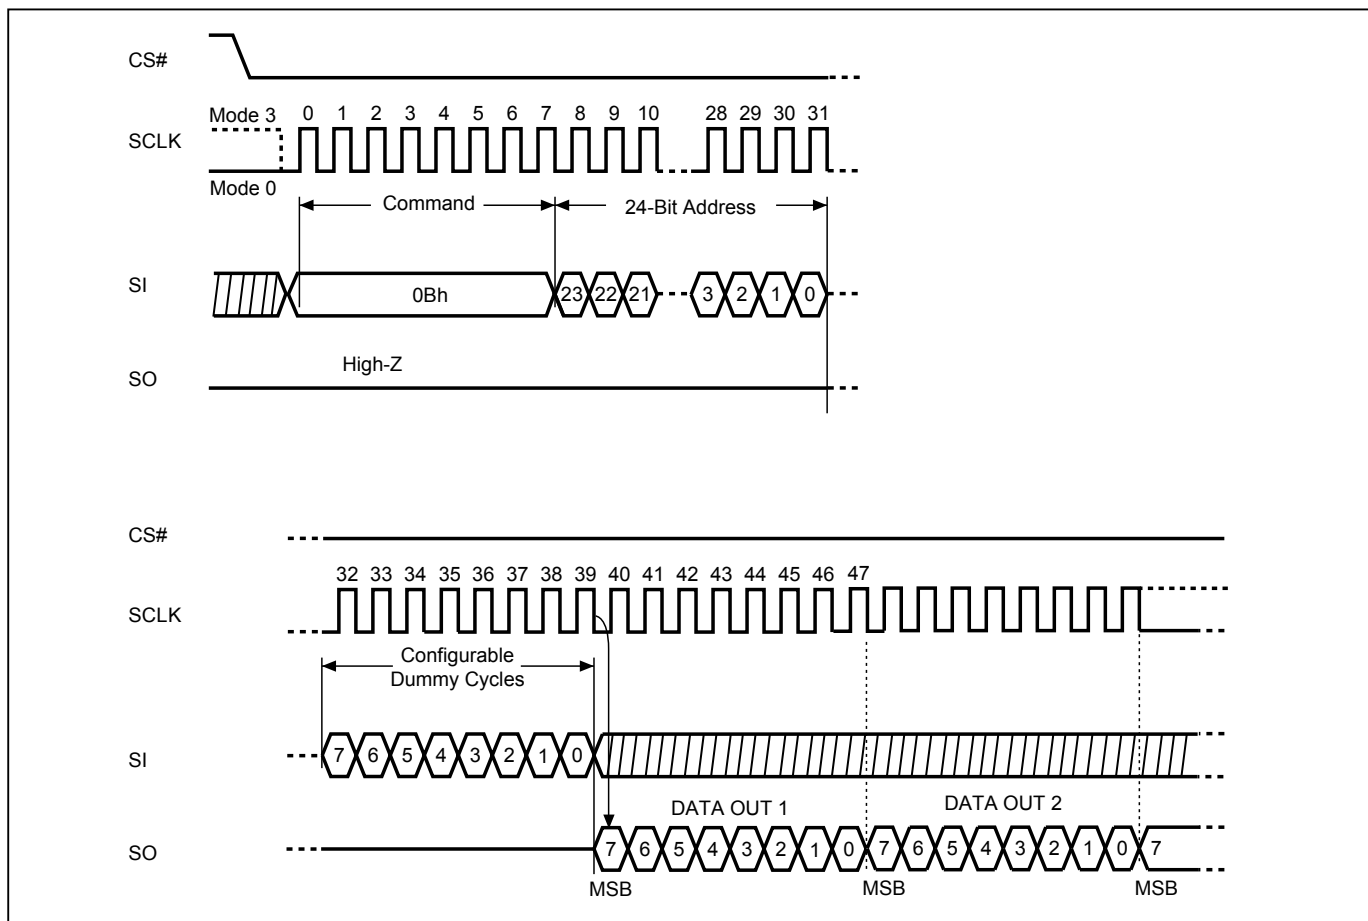 CS#
Mode 3 0 1 2 3 4 5 6 7 8 9 10 28 29 30 31
SCLK
Mode 0
Command 24-Bit Address
SI 0Bh 23 22 21 3 2 1 0
High-Z
SO
CS#
32 33 34 35 36 37 38 39 40 41 42 43 44 45 46 47
SCLK
Configurable
Dummy Cycles
SI 7 6 5 4 3 2 1 0
DATA OUT 1 DATA OUT 2
SO 7 6 5 4 3 2 1 0 7 6 5 4 3 2 1 0 7
MSB MSB MSB